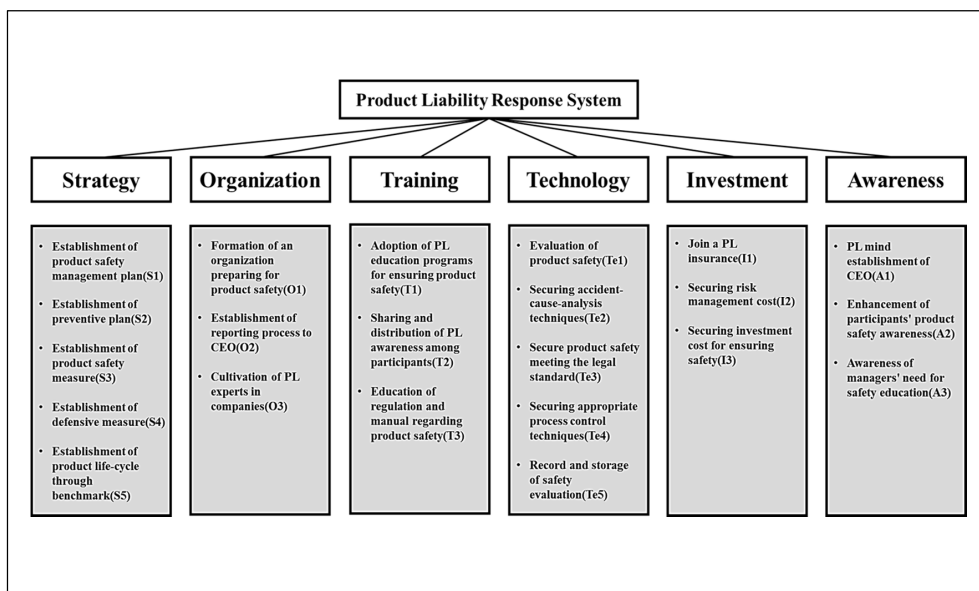 Product Liability Response System
Strategy
Organization
Training
Technology
Investment
Awareness
• Establishment of
product safety
management plan(S1)
• Establishment of
preventive plan(S2)
• Establishment of
product safety
measure(S3)
• Establishment of
defensive measure(S4)
• Establishment of
product life-cycle
through
benchmark(S5)
• Formation of an
organization
preparing for
product safety(O1)
• Establishment of
reporting process to
CEO(O2)
• Cultivation of PL
experts in
companies(O3)
• Adoption of PL
education programs
for ensuring product
safety(T1)
• Sharing and
distribution of PL
awareness among
participants(T2)
• Education of
regulation and
manual regarding
product safety(T3)
• Evaluation of
product safety(Te1)
• Securing accident-
cause-analysis
techniques(Te2)
• Secure product safety
meeting the legal
standard(Te3)
• Securing appropriate
process control
techniques(Te4)
• Record and storage
of safety
evaluation(Te5)
• Join a PL
insurance(I1)
• Securing risk
management cost(I2)
• Securing investment
cost for ensuring
safety(I3)
• PL mind
establishment of
CEO(A1)
• Enhancement of
participants' product
safety awareness(A2)
• Awareness of
managers' need for
safety education(A3)